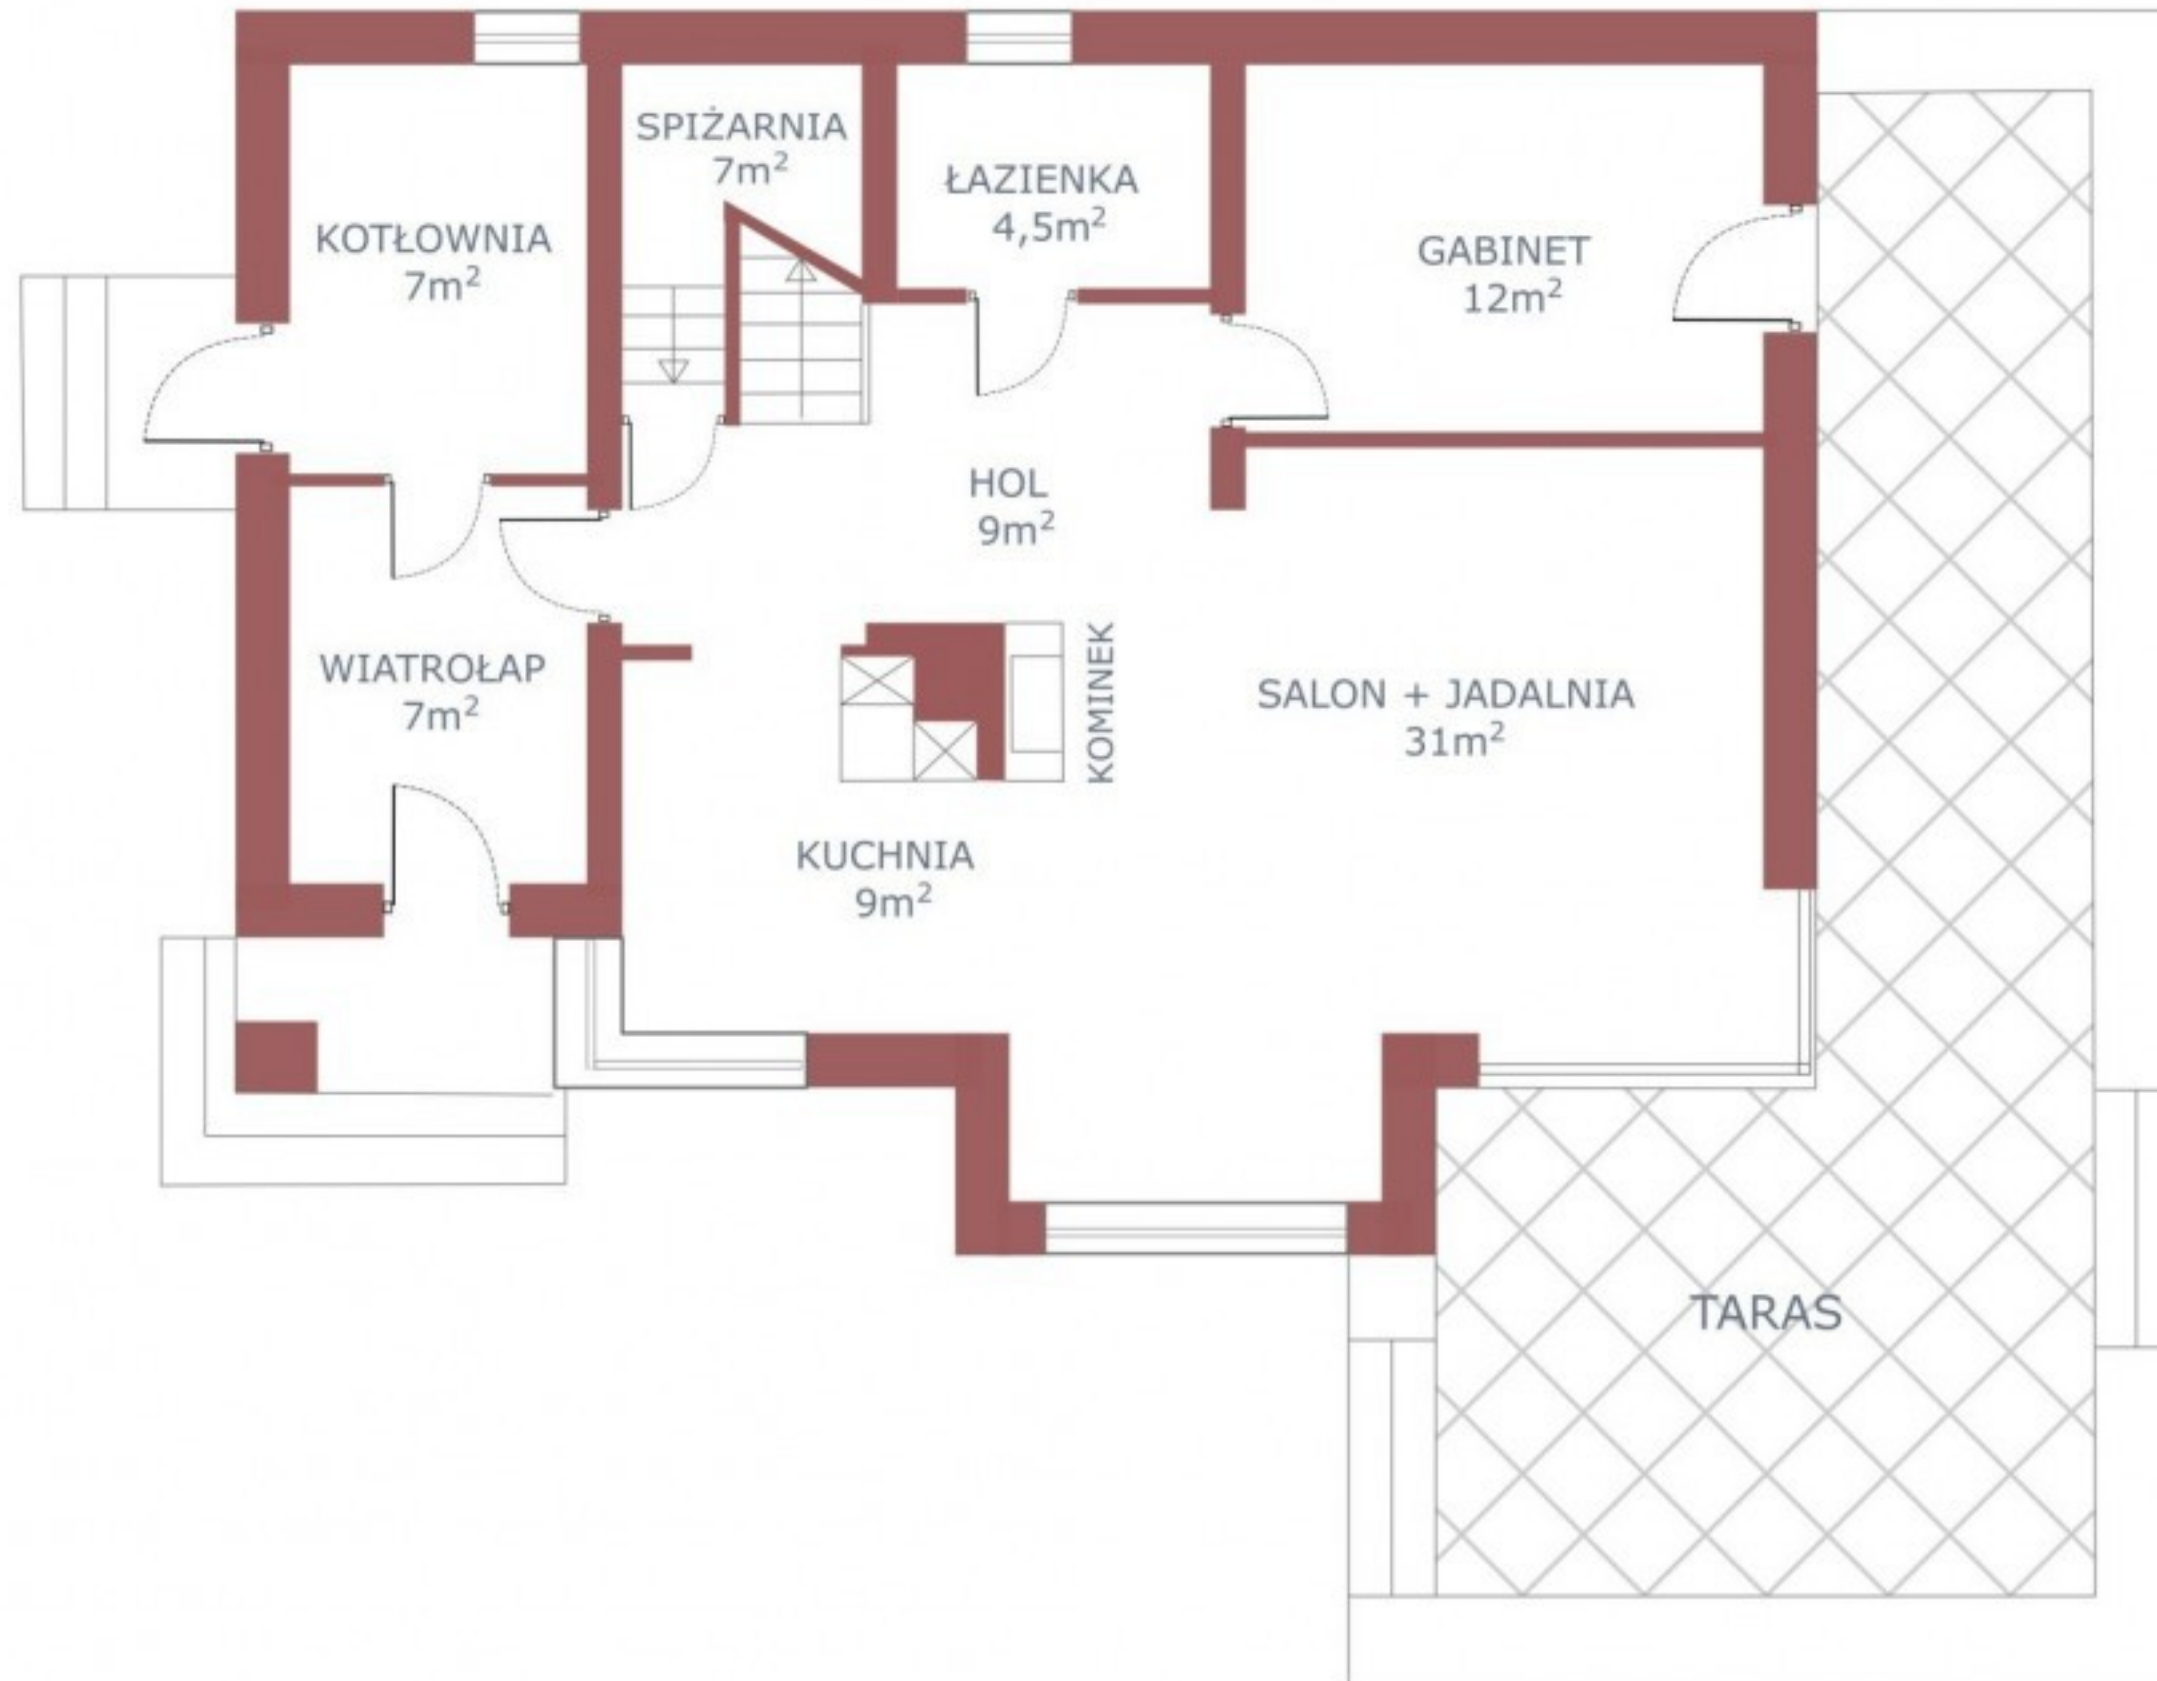 SPIŻARNIA
7m²
ŁAZIENKA
4,5m²
KOTŁOWNIA
7m²
GABINET
12m²
HOL
9m²
WIATROŁAP
7m²
KOMINEK
SALON + JADALNIA
31m²
KUCHNIA
9m²
TARAS